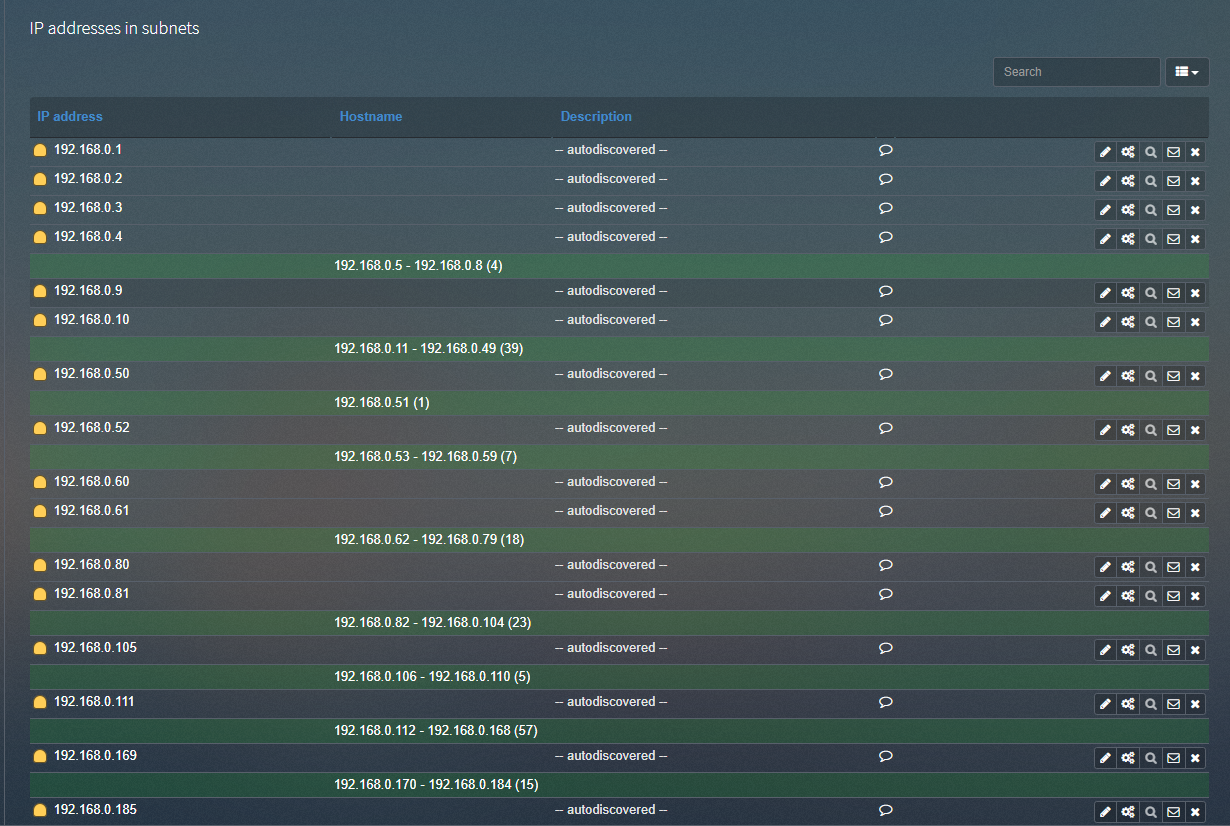 IP addresses in subnets
Search
IP address Hostname Description
192.168.0.1 -- autodiscovered --
192.168.0.2 -- autodiscovered --
192.168.0.3 -- autodiscovered --
192.168.0.4 -- autodiscovered --
192.168.0.5 - 192.168.0.8 (4)
192.168.0.9 -- autodiscovered --
192.168.0.10 -- autodiscovered --
192.168.0.11 - 192.168.0.49 (39)
192.168.0.50 -- autodiscovered --
192.168.0.51 (1)
192.168.0.52 -- autodiscovered --
192.168.0.53 - 192.168.0.59 (7)
192.168.0.60 -- autodiscovered --
192.168.0.61 -- autodiscovered --
192.168.0.62 - 192.168.0.79 (18)
192.168.0.80 -- autodiscovered --
192.168.0.81 -- autodiscovered --
192.168.0.82 - 192.168.0.104 (23)
192.168.0.105 -- autodiscovered --
192.168.0.106 - 192.168.0.110 (5)
192.168.0.111 -- autodiscovered --
192.168.0.112 - 192.168.0.168 (57)
192.168.0.169 -- autodiscovered --
192.168.0.170 - 192.168.0.184 (15)
192.168.0.185 -- autodiscovered --